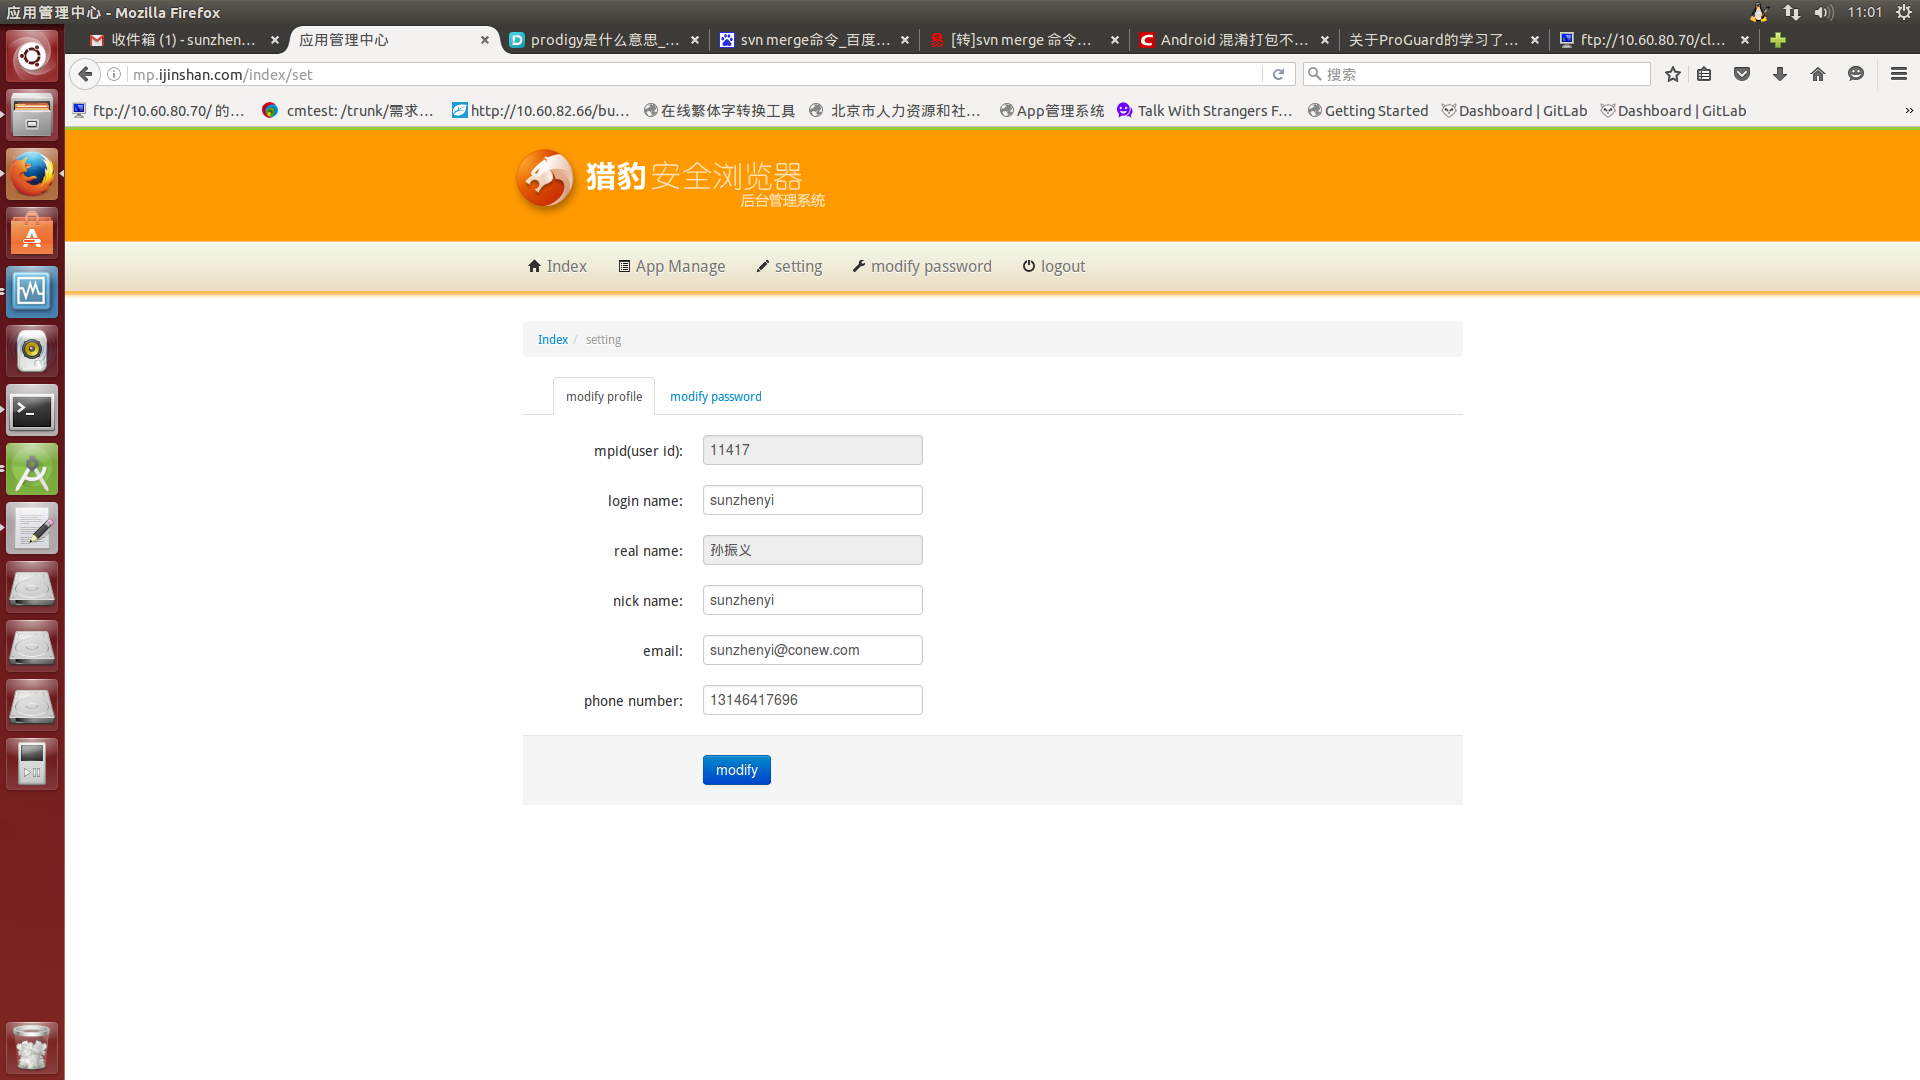 应用管理中心 - Mozilla Firefox
11:01
收件箱 (1) - sunzhen...
应用管理中心
prodigy是什么意思_...
svn merge命令_百度...
[转]svn merge 命令...
Android 混淆打包不...
关于ProGuard的学习了...
ftp://10.60.80.70/cl...
mp.ijinshan.com/index/set
搜索
ftp://10.60.80.70/ 的...
cmtest: /trunk/需求...
http://10.60.82.66/bu...
在线繁体字转换工具
北京市人力资源和社...
App管理系统
Talk With Strangers F...
Getting Started
Dashboard | GitLab
Dashboard | GitLab
»
猎豹安全浏览器
后台管理系统
Index
App Manage
setting
modify password
logout
Index / setting
modify profile
modify password
mpid(user id): 11417
login name: sunzhenyi
real name: 孙振义
nick name: sunzhenyi
email: sunzhenyi@conew.com
phone number: 13146417696
modify